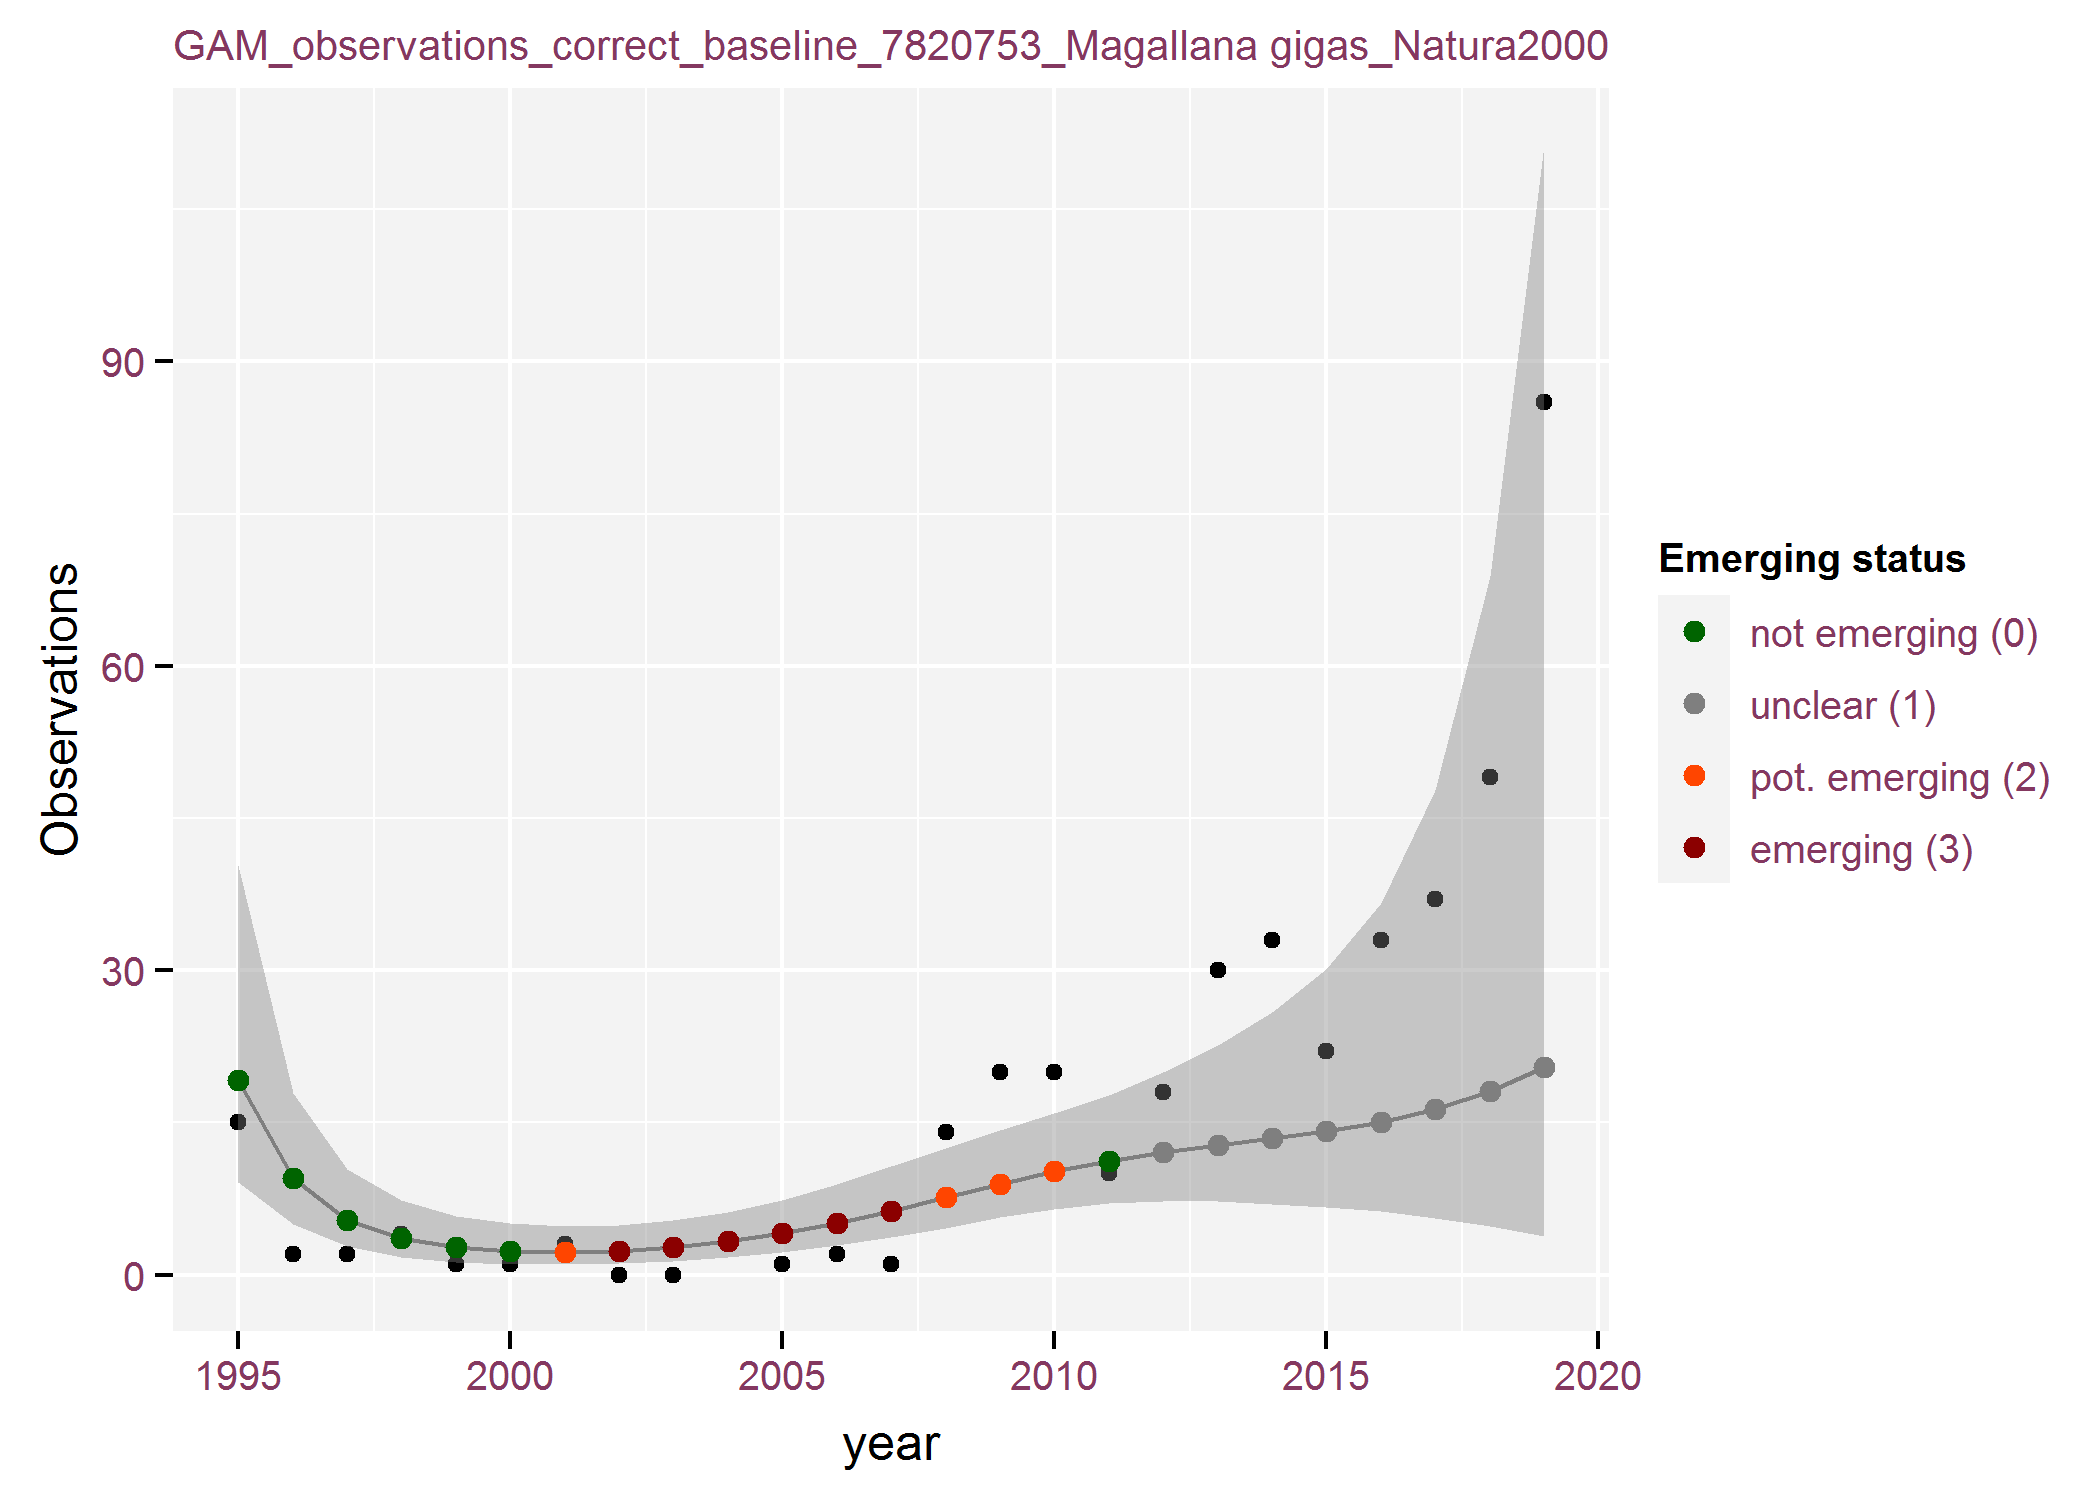 GAM_observations_correct_baseline_7820753_Magallana gigas_Natura2000
Observations
90
60
30
0
1995 2000 2005 2010 2015 2020
year
Emerging status
not emerging (0)
unclear (1)
pot. emerging (2)
emerging (3)